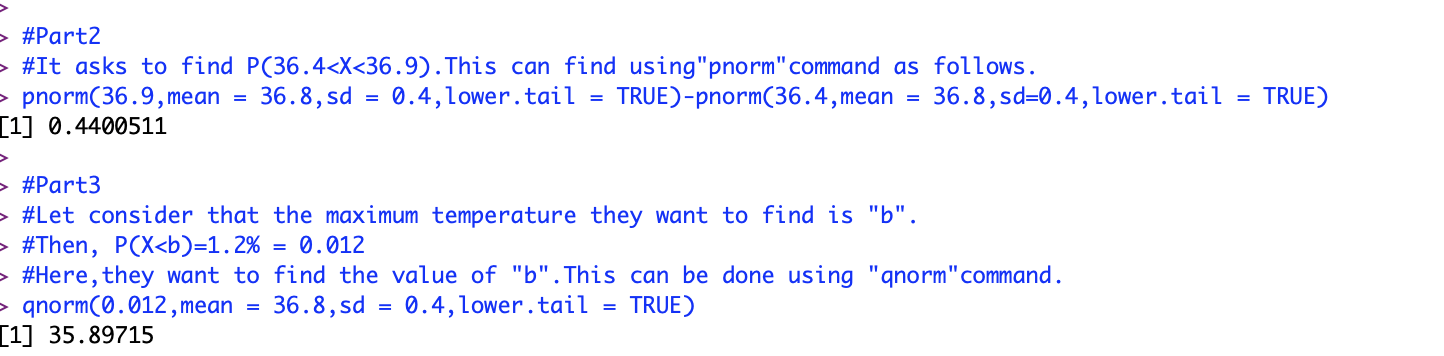 >
> #Part2
> #It asks to find P(36.4<X<36.9).This can find using"pnorm"command as follows.
> pnorm(36.9,mean = 36.8,sd = 0.4,lower.tail = TRUE)-pnorm(36.4,mean = 36.8,sd=0.4,lower.tail = TRUE)
[1] 0.4400511
>
> #Part3
> #Let consider that the maximum temperature they want to find is "b".
> #Then, P(X<b)=1.2% = 0.012
> #Here,they want to find the value of "b".This can be done using "qnorm"command.
> qnorm(0.012,mean = 36.8,sd = 0.4,lower.tail = TRUE)
[1] 35.89715